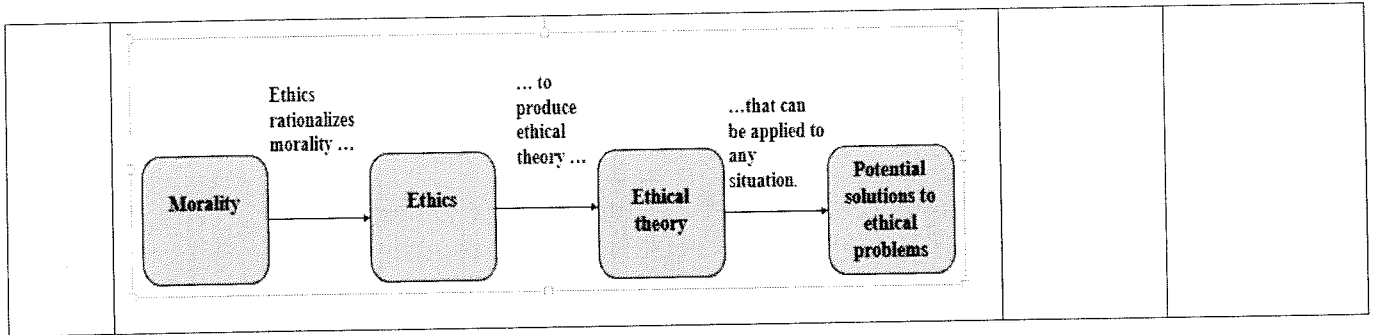 Ethics
rationalizes
morality ...
... to
produce
ethical
theory ...
...that can
be applied to
any
situation.
Morality
Ethics
Ethical
theory
Potential
solutions to
ethical
problems